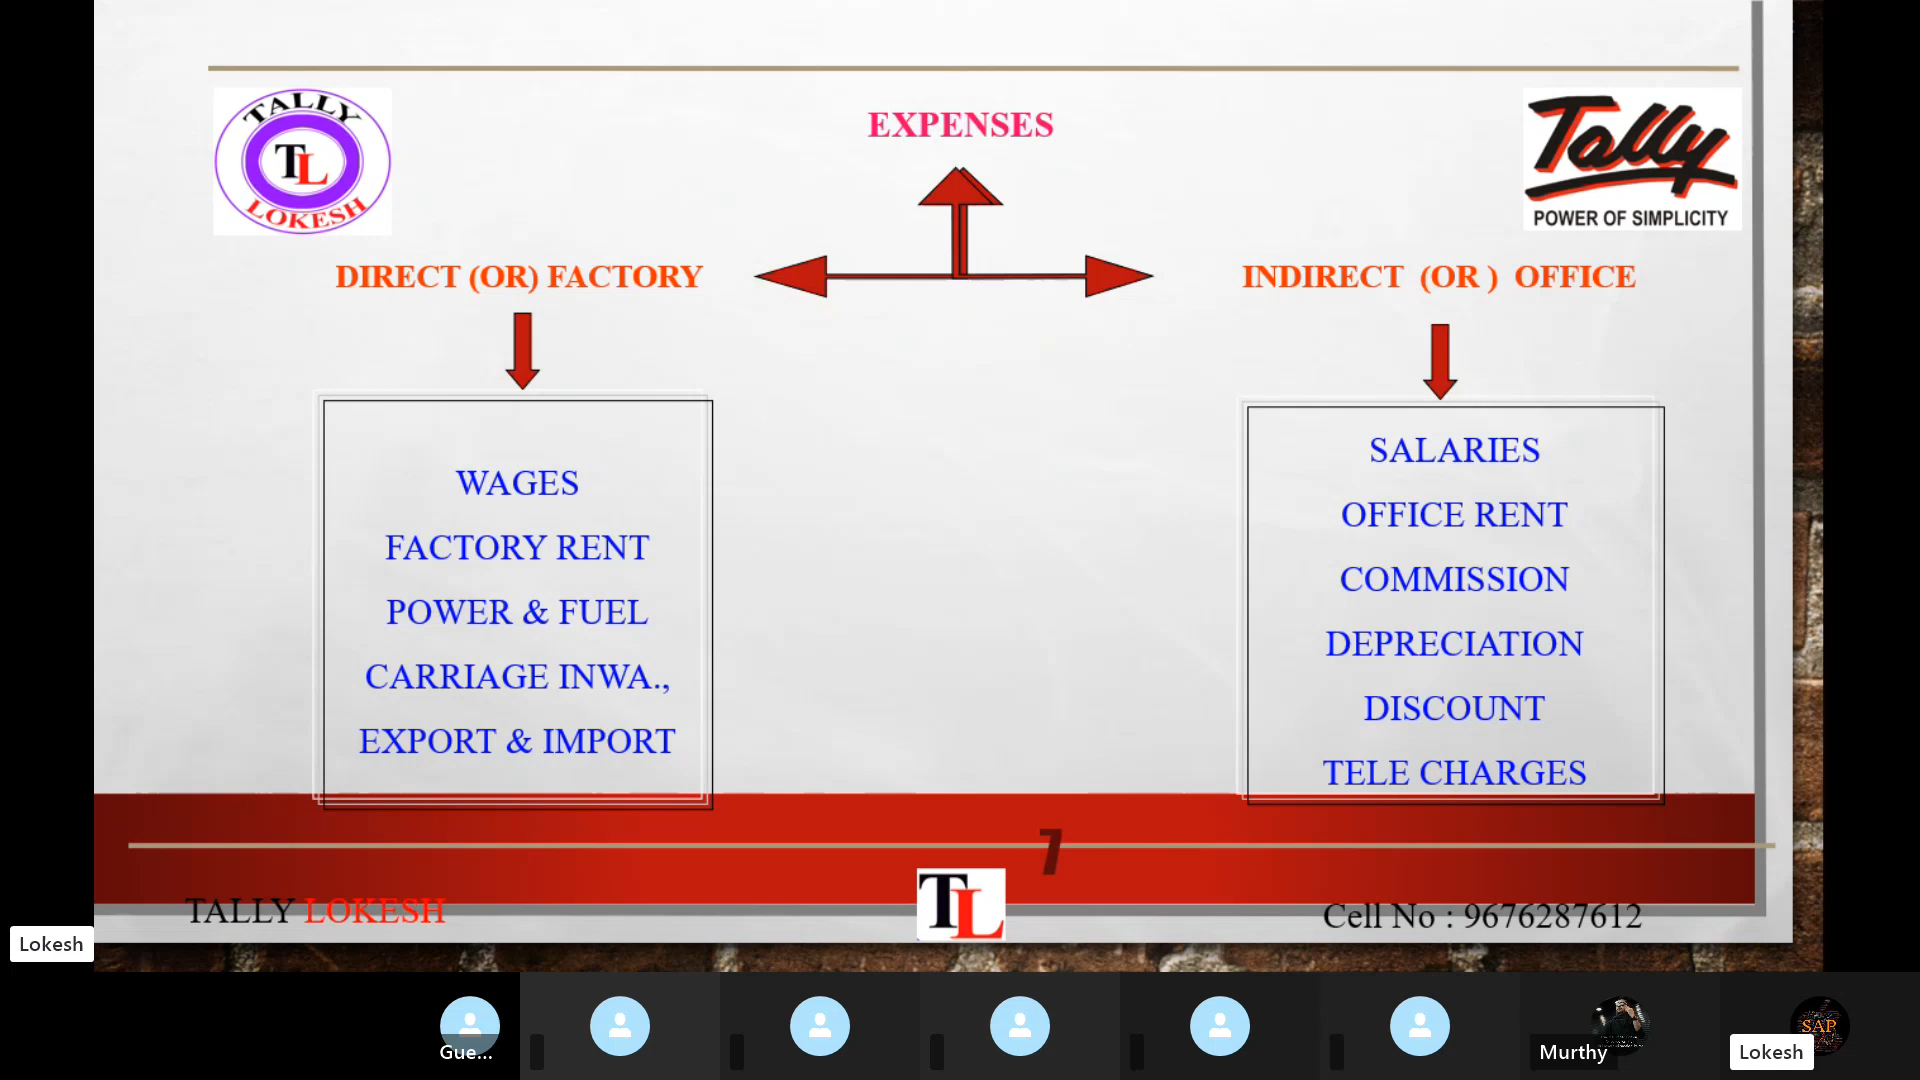 TALLY
TL
LOKESH
EXPENSES
Tally
POWER OF SIMPLICITY
DIRECT (OR) FACTORY
INDIRECT (OR ) OFFICE
WAGES
FACTORY RENT
POWER & FUEL
CARRIAGE INWA.,
EXPORT & IMPORT
SALARIES
OFFICE RENT
COMMISSION
DEPRECIATION
DISCOUNT
TELE CHARGES
7
TALLY LOKESH
TL
Cell No : 9676287612
Lokesh
Gue...
Murthy
Lokesh
SAP